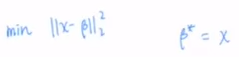 min ||x-β||₂²
β* = x